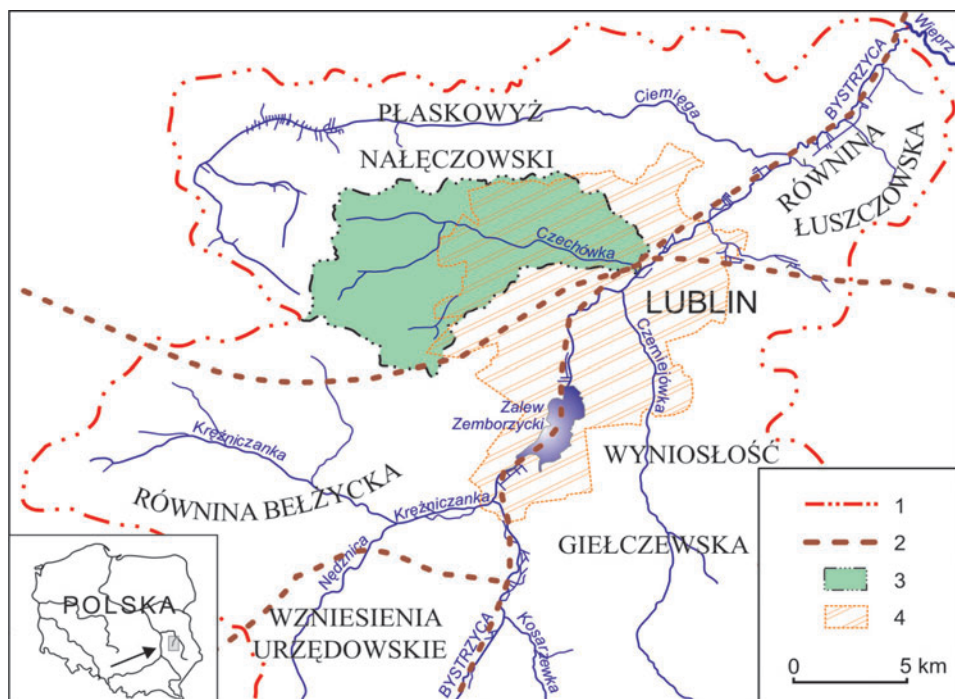 Wieprz
BYSTRZYCA
Ciemięga
PŁASKOWYŻ
NAŁĘCZOWSKI
RÓWNINA
ŁUSZCZOWSKA
Czechówka
LUBLIN
Czerniejówka
Zalew
Zemborzycki
Krężniczanka
WYNIOSŁOŚĆ
RÓWNINA BEŁŻYCKA
Krężniczanka
GIEŁCZEWSKA
Nędznica
WZNIESIENIA
URZĘDOWSKIE
BYSTRZYCA
Kosarzewka
POLSKA
1
2
3
4
0 5 km